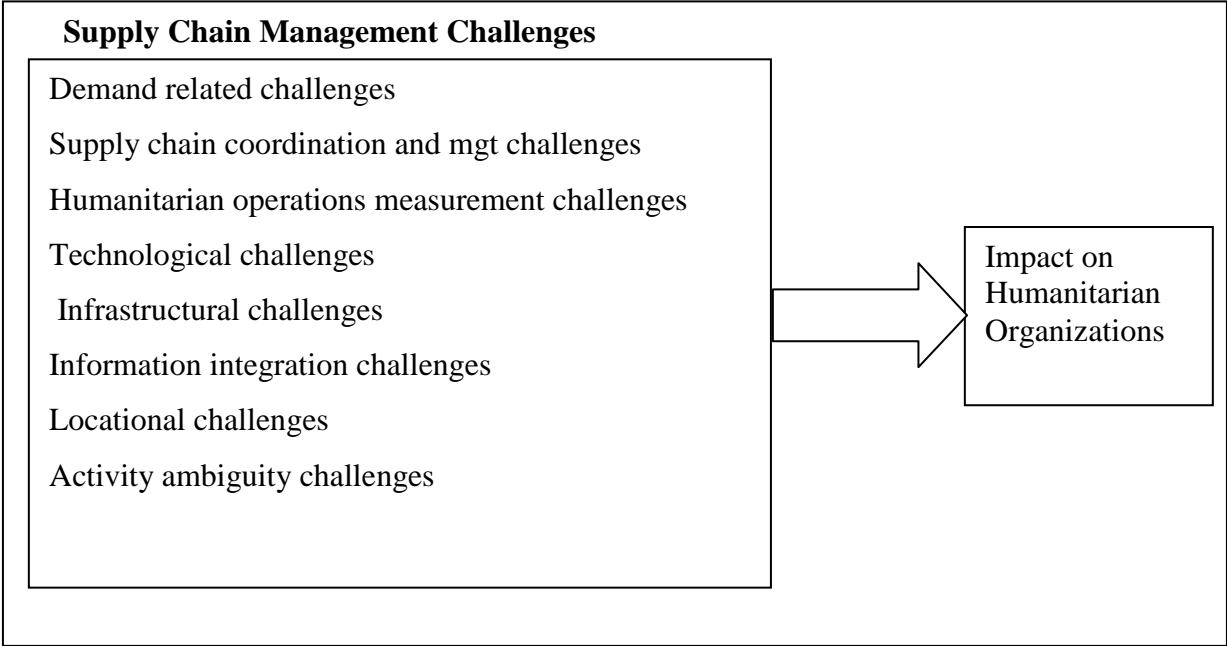 Supply Chain Management Challenges
Demand related challenges
Supply chain coordination and mgt challenges
Humanitarian operations measurement challenges
Technological challenges
Infrastructural challenges
Information integration challenges
Locational challenges
Activity ambiguity challenges
Impact on
Humanitarian
Organizations